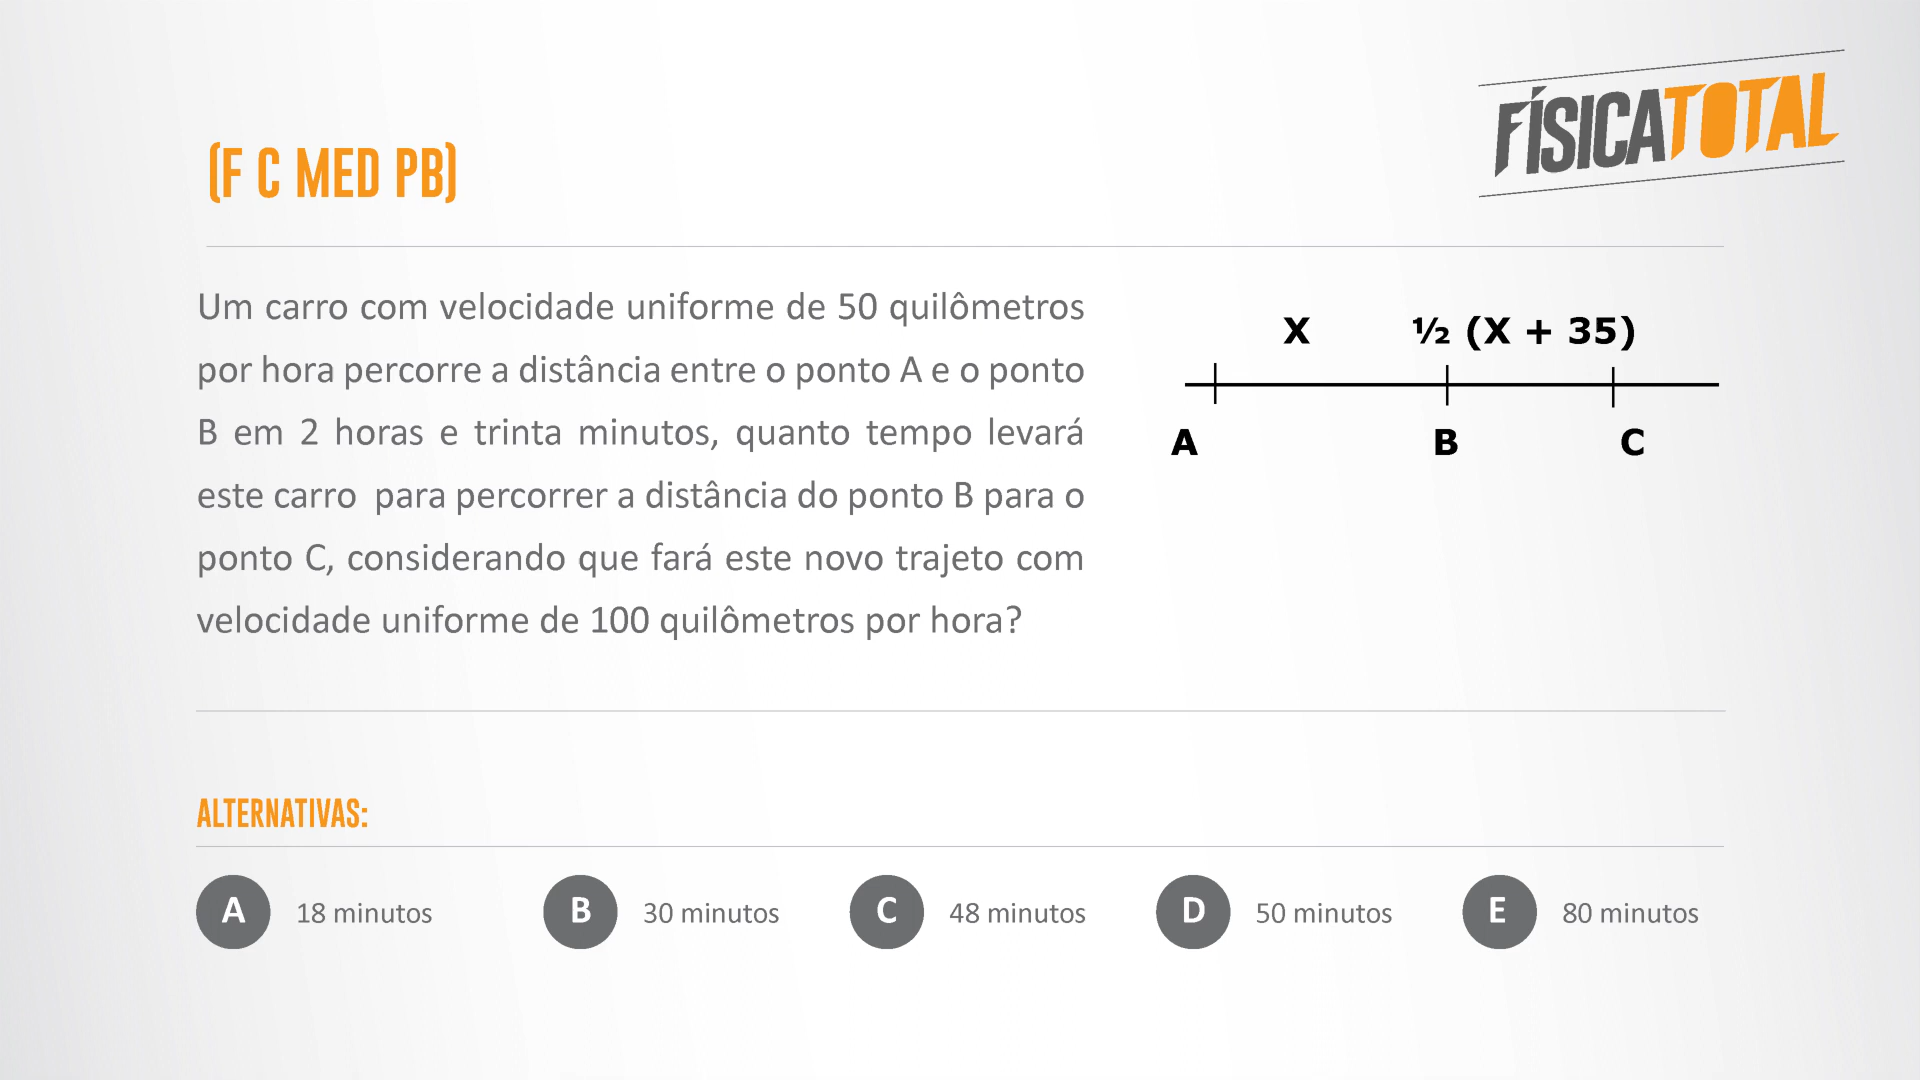 FÍSICATOTAL
(F C MED PB)
Um carro com velocidade uniforme de 50 quilômetros
por hora percorre a distância entre o ponto A e o ponto
B em 2 horas e trinta minutos, quanto tempo levará
este carro  para percorrer a distância do ponto B para o
ponto C, considerando que fará este novo trajeto com
velocidade uniforme de 100 quilômetros por hora?
X ½ (X + 35)
A B C
ALTERNATIVAS:
A 18 minutos B 30 minutos C 48 minutos D 50 minutos E 80 minutos